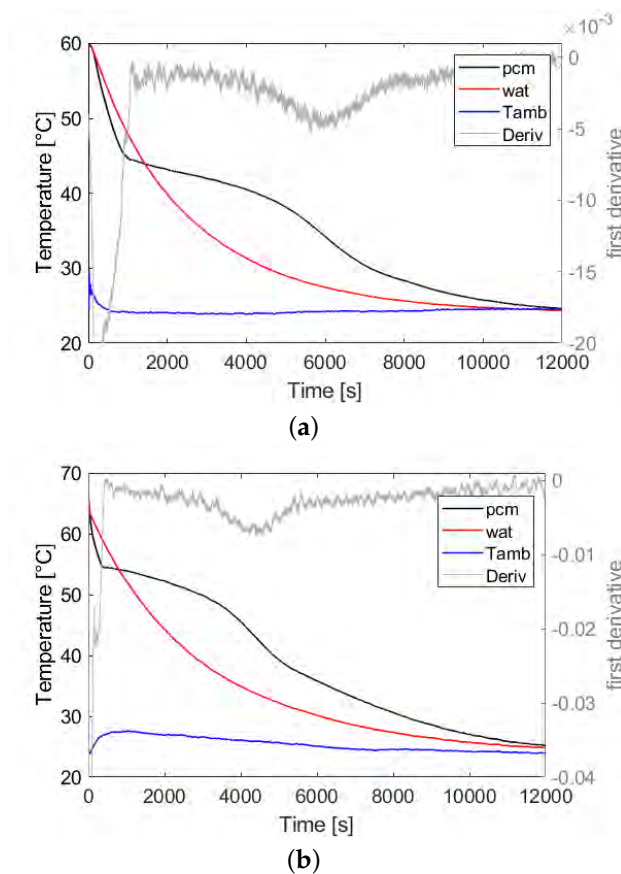 ×10⁻³
60
50
40
30
20
0
-5
-10
-15
-20
pcm
wat
Tamb
Deriv
Temperature [°C]
first derivative
0 2000 4000 6000 8000 10000 12000
Time [s]
(a)
70
60
50
40
30
20
0
-0.01
-0.02
-0.03
-0.04
pcm
wat
Tamb
Deriv
Temperature [°C]
first derivative
0 2000 4000 6000 8000 10000 12000
Time [s]
(b)